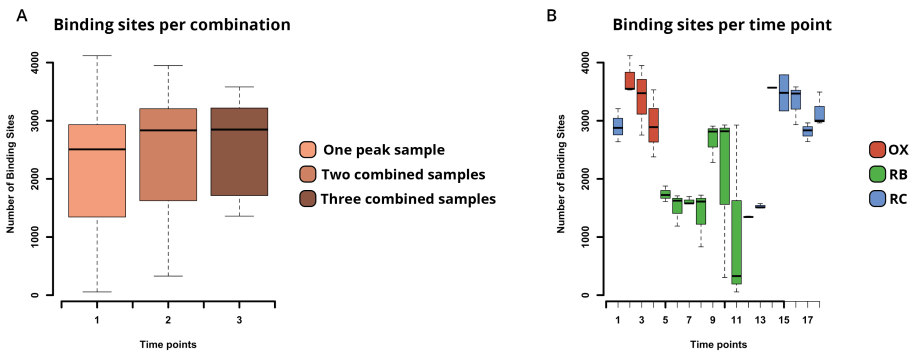 A
Binding sites per combination
Number of Binding Sites
4000
3000
2000
1000
0
1 2 3
Time points
One peak sample
Two combined samples
Three combined samples
B
Binding sites per time point
Number of Binding Sites
4000
3000
2000
1000
0
1 3 5 7 9 11 13 15 17
Time points
OX
RB
RC